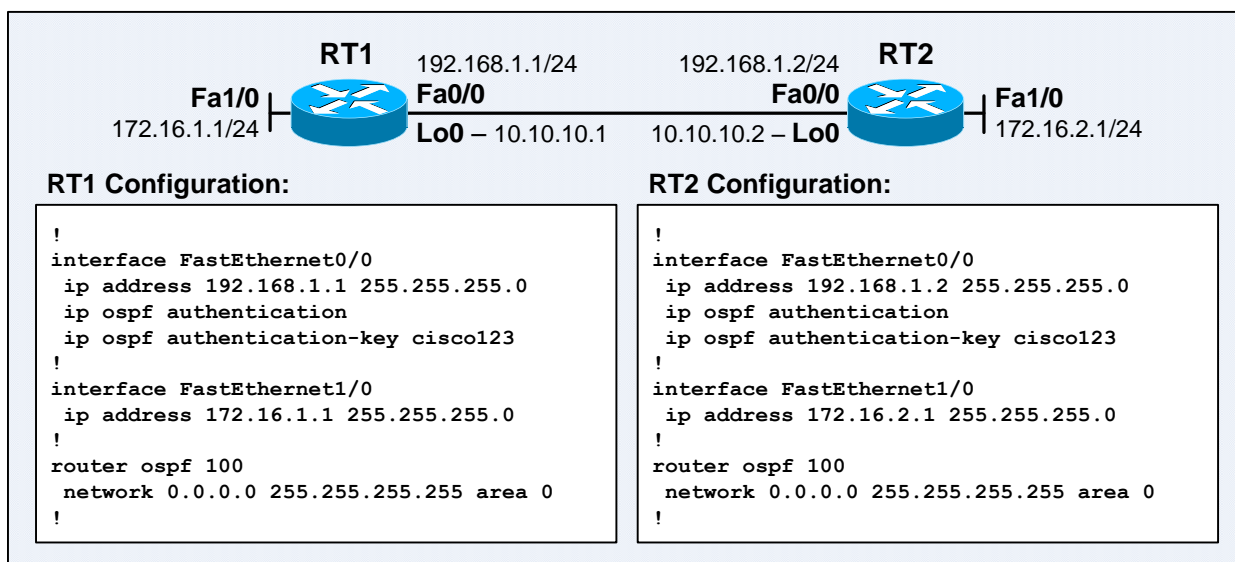 RT1
192.168.1.1/24
192.168.1.2/24
RT2
Fa1/0
Fa0/0
Fa0/0
Fa1/0
172.16.1.1/24
Lo0 – 10.10.10.1
10.10.10.2 – Lo0
172.16.2.1/24
RT1 Configuration:
!
interface FastEthernet0/0
 ip address 192.168.1.1 255.255.255.0
 ip ospf authentication
 ip ospf authentication-key cisco123
!
interface FastEthernet1/0
 ip address 172.16.1.1 255.255.255.0
!
router ospf 100
 network 0.0.0.0 255.255.255.255 area 0
!
RT2 Configuration:
!
interface FastEthernet0/0
 ip address 192.168.1.2 255.255.255.0
 ip ospf authentication
 ip ospf authentication-key cisco123
!
interface FastEthernet1/0
 ip address 172.16.2.1 255.255.255.0
!
router ospf 100
 network 0.0.0.0 255.255.255.255 area 0
!